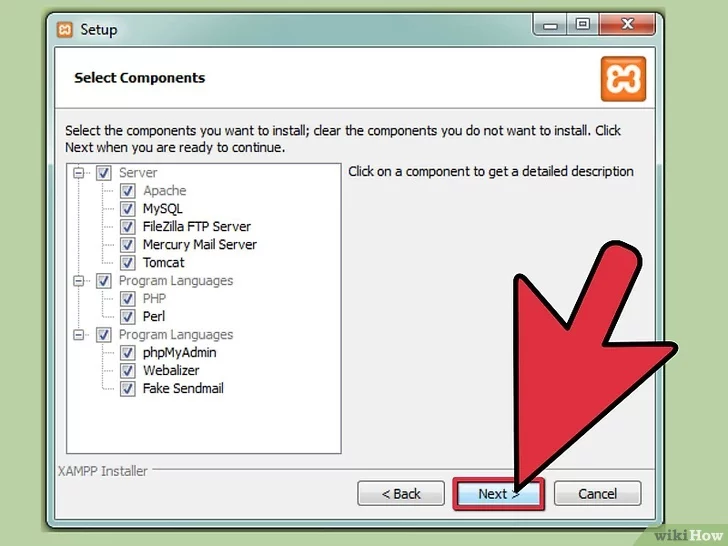 Setup
Select Components
Select the components you want to install; clear the components you do not want to install. Click
Next when you are ready to continue.
Server
Apache
MySQL
FileZilla FTP Server
Mercury Mail Server
Tomcat
Program Languages
PHP
Perl
Program Languages
phpMyAdmin
Webalizer
Fake Sendmail
Click on a component to get a detailed description
XAMPP Installer
< Back
Next >
Cancel
wikiHow